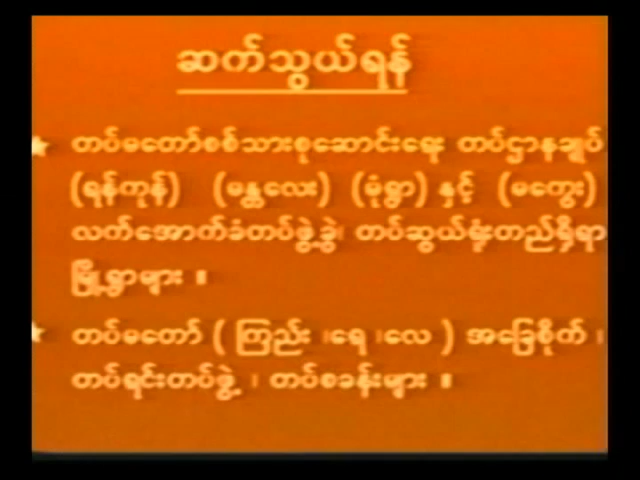 ဆက်သွယ်ရန်
တပ်မတော်စစ်သားစုဆောင်းရေး တပ်ဌာနချုပ်
(ရန်ကုန်) (မန္တလေး) (မုံရွာ) နှင့် (မတွေး)
လက်အောက်ခံတပ်ဖွဲ့ခွဲ၊ တပ်ဆွယ်ရုံးတည်ရှိရာ
မြို့ရွာများ ။
တပ်မတော် ( ကြည်း ၊ရေ ၊လေ ) အခြေစိုက် ၊
တပ်ရင်းတပ်ဖွဲ့ ၊ တပ်စခန်းများ ။